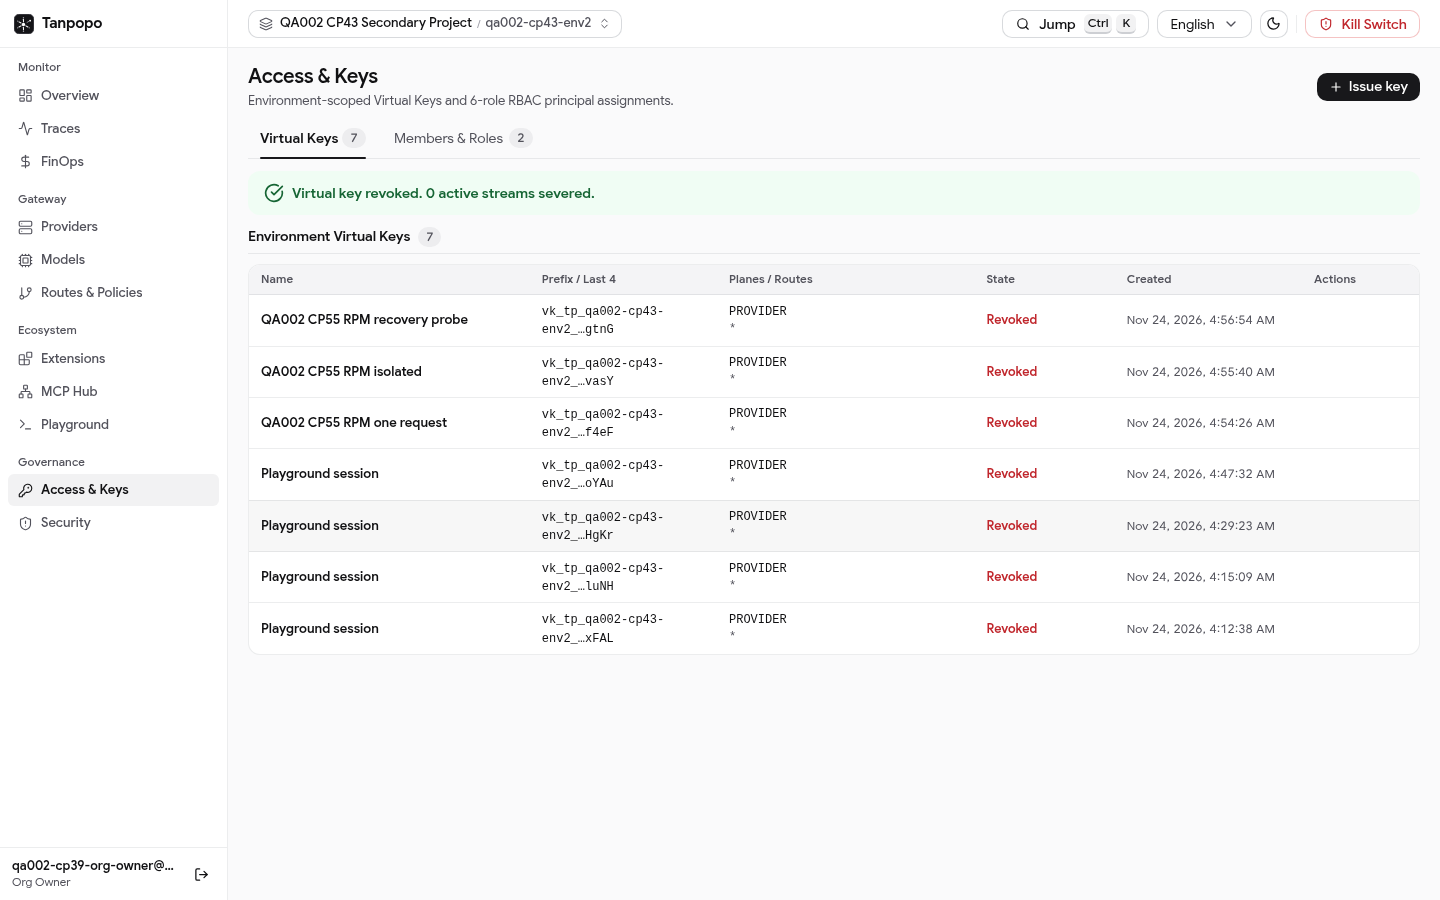 Tanpopo
QA002 CP43 Secondary Project / qa002-cp43-env2
Jump Ctrl K
English
Kill Switch
Monitor
Overview
Traces
FinOps
Gateway
Providers
Models
Routes & Policies
Ecosystem
Extensions
MCP Hub
Playground
Governance
Access & Keys
Security
qa002-cp39-org-owner@...
Org Owner
Access & Keys
Environment-scoped Virtual Keys and 6-role RBAC principal assignments.
+ Issue key
Virtual Keys 7
Members & Roles 2
Virtual key revoked. 0 active streams severed.
Environment Virtual Keys 7
Name Prefix / Last 4 Planes / Routes State Created Actions
QA002 CP55 RPM recovery probe vk_tp_qa002-cp43-env2_…gtnG PROVIDER * Revoked Nov 24, 2026, 4:56:54 AM
QA002 CP55 RPM isolated vk_tp_qa002-cp43-env2_…vasY PROVIDER * Revoked Nov 24, 2026, 4:55:40 AM
QA002 CP55 RPM one request vk_tp_qa002-cp43-env2_…f4eF PROVIDER * Revoked Nov 24, 2026, 4:54:26 AM
Playground session vk_tp_qa002-cp43-env2_…oYAu PROVIDER * Revoked Nov 24, 2026, 4:47:32 AM
Playground session vk_tp_qa002-cp43-env2_…HgKr PROVIDER * Revoked Nov 24, 2026, 4:29:23 AM
Playground session vk_tp_qa002-cp43-env2_…luNH PROVIDER * Revoked Nov 24, 2026, 4:15:09 AM
Playground session vk_tp_qa002-cp43-env2_…xFAL PROVIDER * Revoked Nov 24, 2026, 4:12:38 AM